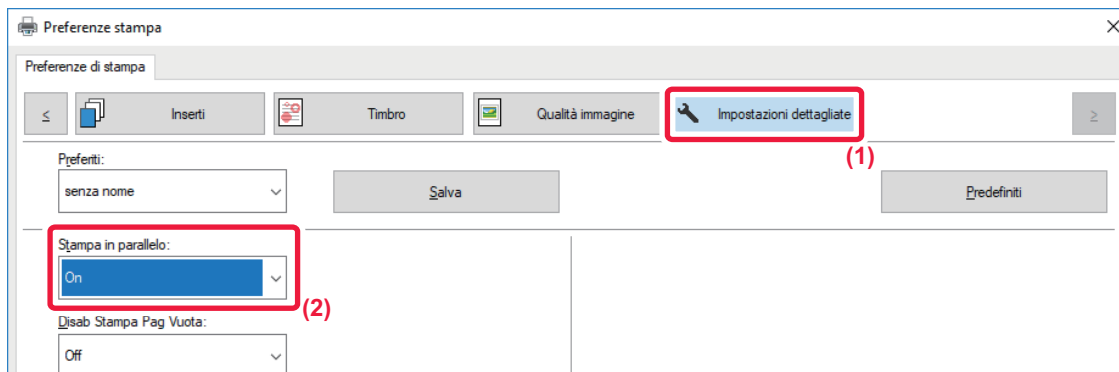 Preferenze stampa
Preferenze di stampa
< Inserti Timbro Qualità immagine Impostazioni dettagliate >
(1)
Preferiti:
senza nome Salva Predefiniti
Stampa in parallelo:
On
(2)
Disab Stampa Pag Vuota:
Off